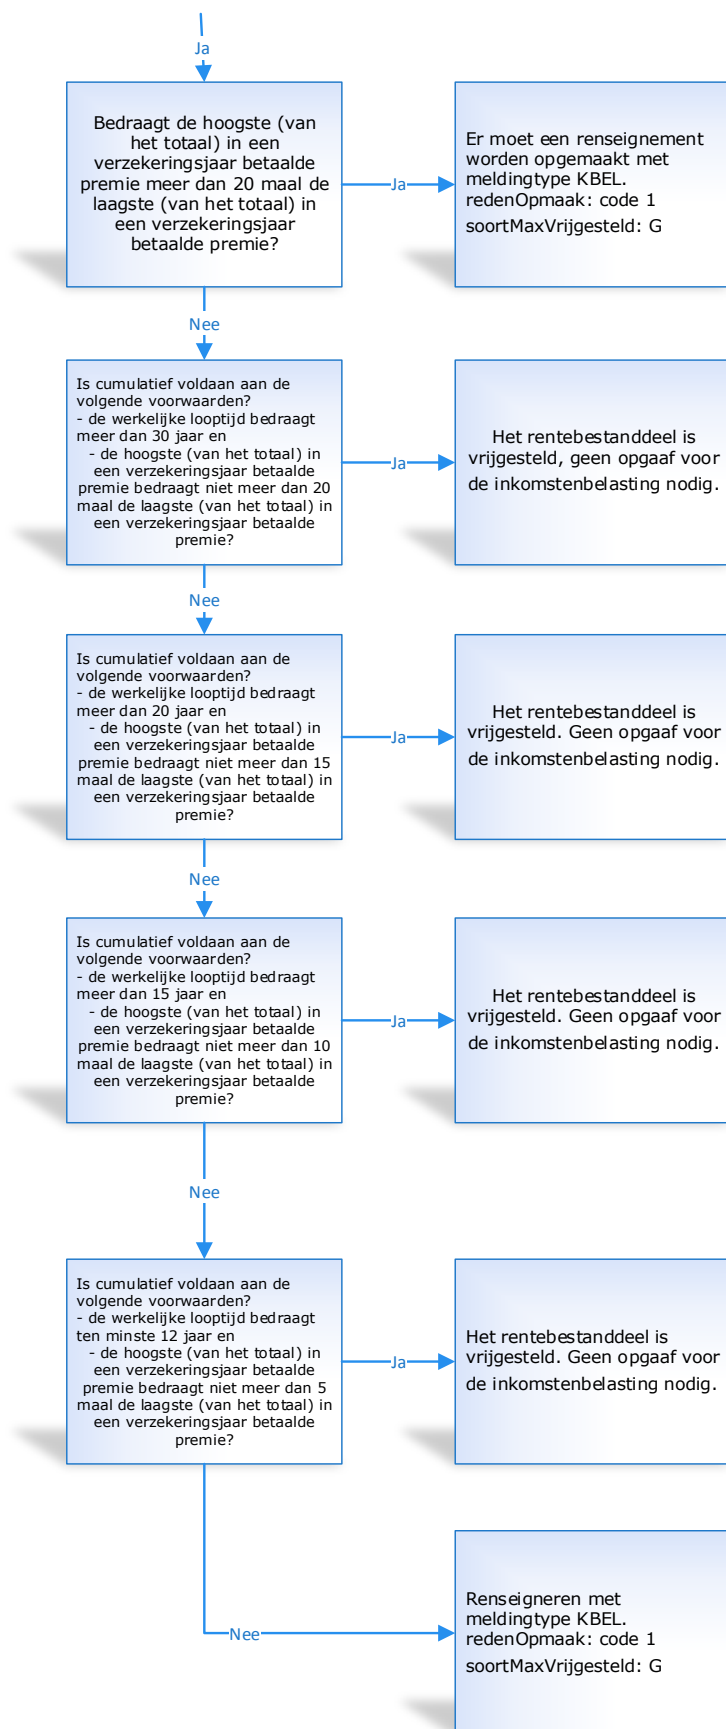 Ja
Bedraagt de hoogste (van
het totaal) in een
verzekeringsjaar betaalde
premie meer dan 20 maal de
laagste (van het totaal) in
een verzekeringsjaar
betaalde premie?
Ja
Er moet een renseignement
worden opgemaakt met
meldingtype KBEL.
redenOpmaak: code 1
soortMaxVrijgesteld: G
Nee
Is cumulatief voldaan aan de
volgende voorwaarden?
- de werkelijke looptijd bedraagt
meer dan 30 jaar en
- de hoogste (van het totaal) in
een verzekeringsjaar betaalde
premie bedraagt niet meer dan 20
maal de laagste (van het totaal) in
een verzekeringsjaar betaalde
premie?
Ja
Het rentebestanddeel is
vrijgesteld, geen opgaaf voor
de inkomstenbelasting nodig.
Nee
Is cumulatief voldaan aan de
volgende voorwaarden?
- de werkelijke looptijd bedraagt
meer dan 20 jaar en
- de hoogste (van het totaal) in
een verzekeringsjaar betaalde
premie bedraagt niet meer dan 15
maal de laagste (van het totaal) in
een verzekeringsjaar betaalde
premie?
Ja
Het rentebestanddeel is
vrijgesteld. Geen opgaaf voor
de inkomstenbelasting nodig.
Nee
Is cumulatief voldaan aan de
volgende voorwaarden?
- de werkelijke looptijd bedraagt
meer dan 15 jaar en
- de hoogste (van het totaal) in
een verzekeringsjaar betaalde
premie bedraagt niet meer dan 10
maal de laagste (van het totaal) in
een verzekeringsjaar betaalde
premie?
Ja
Het rentebestanddeel is
vrijgesteld. Geen opgaaf voor
de inkomstenbelasting nodig.
Nee
Is cumulatief voldaan aan de
volgende voorwaarden?
- de werkelijke looptijd bedraagt
ten minste 12 jaar en
- de hoogste (van het totaal) in
een verzekeringsjaar betaalde
premie bedraagt niet meer dan 5
maal de laagste (van het totaal) in
een verzekeringsjaar betaalde
premie?
Ja
Het rentebestanddeel is
vrijgesteld. Geen opgaaf voor
de inkomstenbelasting nodig.
Nee
Renseigneren met
meldingtype KBEL.
redenOpmaak: code 1
soortMaxVrijgesteld: G